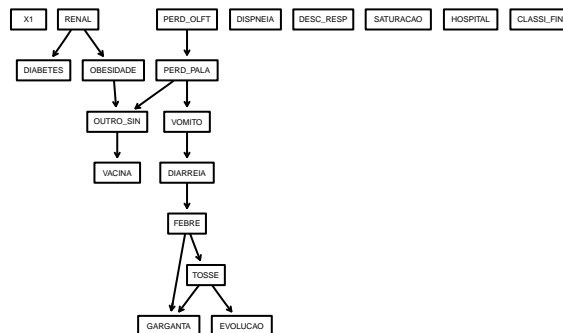 X1 RENAL PERD_OLFT DISPNEIA DESC_RESP SATURACAO HOSPITAL CLASSI_FIN
DIABETES OBESIDADE PERD_PALA
OUTRO_SIN VOMITO
VACINA DIARREIA
FEBRE
TOSSE
GARGANTA EVOLUCAO